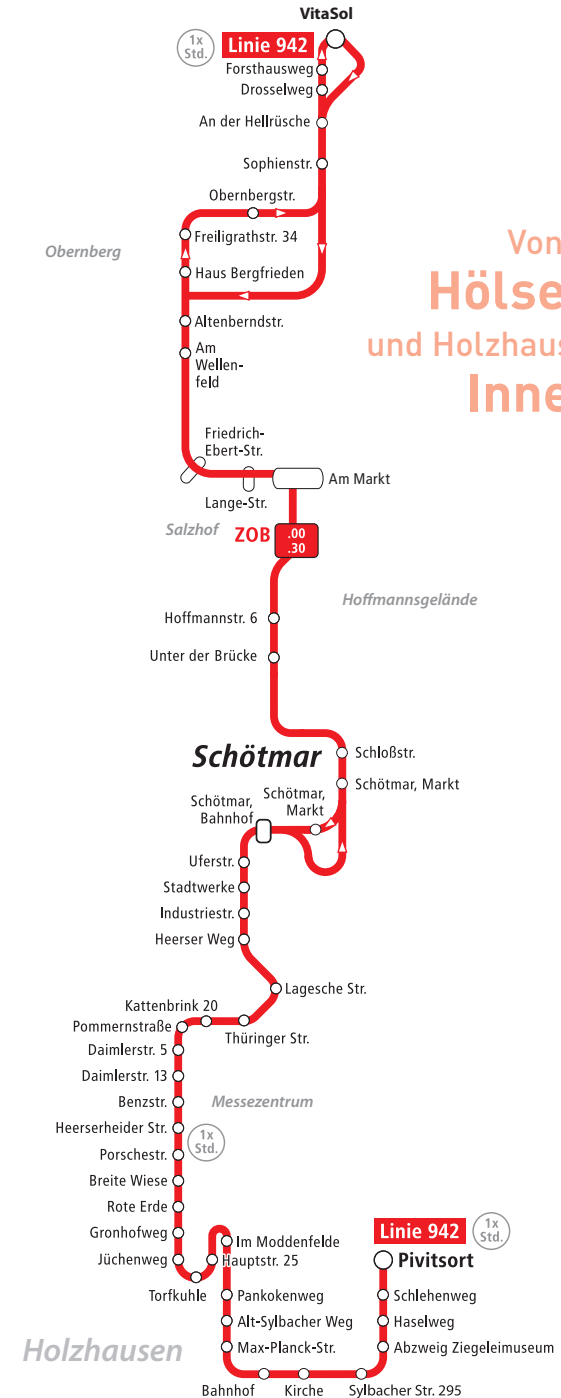 VitaSol
1x
Std.
Linie 942
Forsthausweg
Drosselweg
An der Hellrüsche
Sophienstr.
Obernbergstr.
Freiligrathstr. 34
Obernberg
Haus Bergfrieden
Von
Hölse
und Holzhaus
Inne
Altenberndstr.
Am
Wellen-
feld
Friedrich-
Ebert-Str.
Am Markt
Lange-Str.
Salzhof
ZOB
.00
.30
Hoffmannsgelände
Hoffmannstr. 6
Unter der Brücke
Schötmar
Schloßstr.
Schötmar, Markt
Schötmar,
Markt
Schötmar,
Bahnhof
Uferstr.
Stadtwerke
Industriestr.
Heerser Weg
Lagesche Str.
Kattenbrink 20
Thüringer Str.
Pommernstraße
Daimlerstr. 5
Daimlerstr. 13
Benzstr.
Messezentrum
Heerserheider Str.
1x
Std.
Porschestr.
Breite Wiese
Rote Erde
Gronhofweg
Jüchenweg
Torfkuhle
Im Moddenfelde
Hauptstr. 25
Pankokenweg
Alt-Sylbacher Weg
Max-Planck-Str.
Holzhausen
Bahnhof
Kirche
Sylbacher Str. 295
Linie 942
1x
Std.
Pivitsort
Schlehenweg
Haselweg
Abzweig Ziegeleimuseum